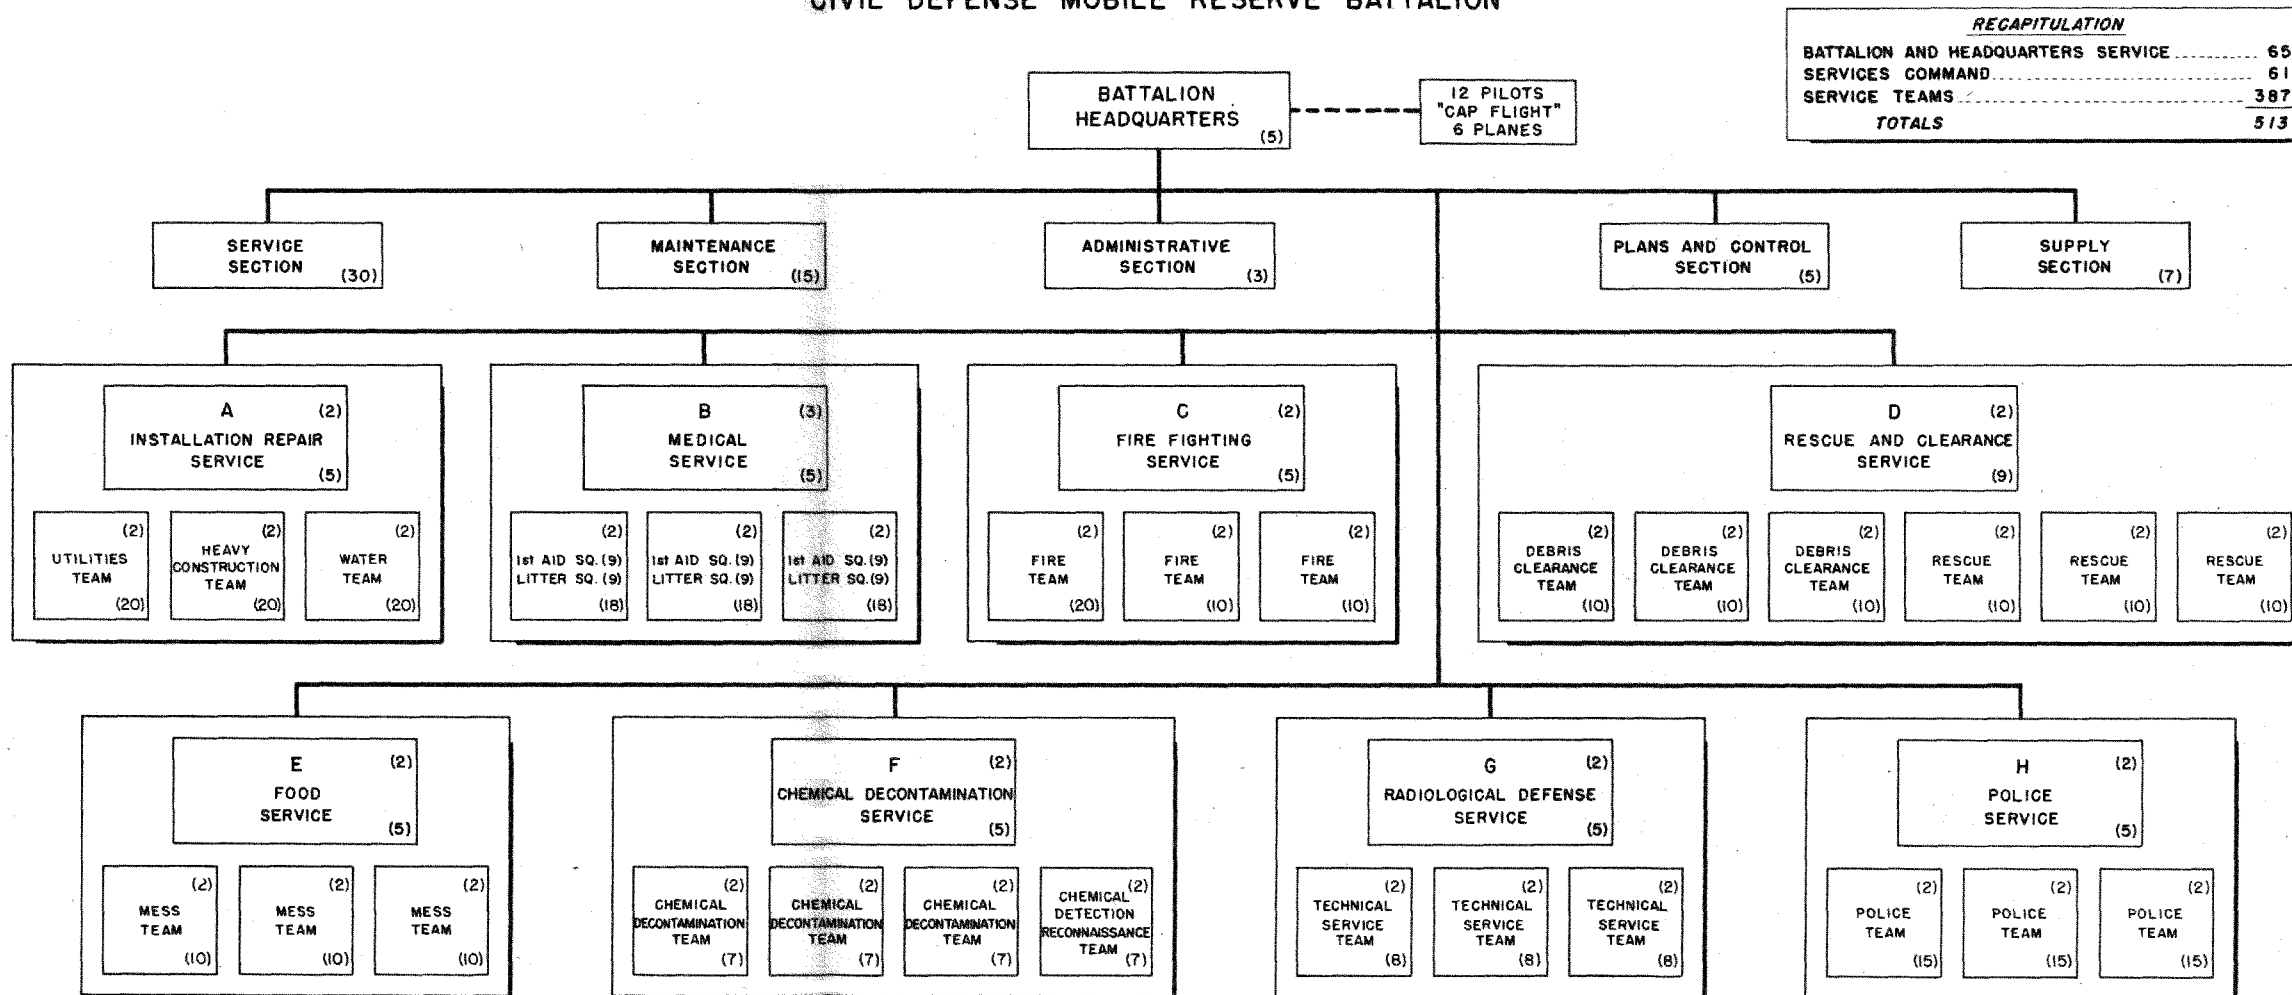 CIVIL DEFENSE MOBILE RESERVE BATTALION
RECAPITULATION
BATTALION AND HEADQUARTERS SERVICE 65
SERVICES COMMAND 61
SERVICE TEAMS 387
TOTALS 513
BATTALION
HEADQUARTERS
(5)
12 PILOTS
"CAP FLIGHT"
6 PLANES
SERVICE
SECTION
(30)
MAINTENANCE
SECTION
(15)
ADMINISTRATIVE
SECTION
(3)
PLANS AND CONTROL
SECTION
(5)
SUPPLY
SECTION
(7)
A (2)
INSTALLATION REPAIR
SERVICE
(5)
(2)
UTILITIES
TEAM
(20)
(2)
HEAVY
CONSTRUCTION
TEAM
(20)
(2)
WATER
TEAM
(20)
B (3)
MEDICAL
SERVICE
(5)
(2)
1st AID SQ.(9)
LITTER SQ.(9)
(18)
(2)
1st AID SQ.(9)
LITTER SQ.(9)
(18)
(2)
1st AID SQ.(9)
LITTER SQ.(9)
(18)
C (2)
FIRE FIGHTING
SERVICE
(5)
(2)
FIRE
TEAM
(20)
(2)
FIRE
TEAM
(10)
(2)
FIRE
TEAM
(10)
D (2)
RESCUE AND CLEARANCE
SERVICE
(9)
(2)
DEBRIS
CLEARANCE
TEAM
(10)
(2)
DEBRIS
CLEARANCE
TEAM
(10)
(2)
DEBRIS
CLEARANCE
TEAM
(10)
(2)
RESCUE
TEAM
(10)
(2)
RESCUE
TEAM
(10)
(2)
RESCUE
TEAM
(10)
E (2)
FOOD
SERVICE
(5)
(2)
MESS
TEAM
(10)
(2)
MESS
TEAM
(10)
(2)
MESS
TEAM
(10)
F (2)
CHEMICAL DECONTAMINATION
SERVICE
(5)
(2)
CHEMICAL
DECONTAMINATION
TEAM
(7)
(2)
CHEMICAL
DECONTAMINATION
TEAM
(7)
(2)
CHEMICAL
DECONTAMINATION
TEAM
(7)
(2)
CHEMICAL
DETECTION
RECONNAISSANCE
TEAM
(7)
G (2)
RADIOLOGICAL DEFENSE
SERVICE
(5)
(2)
TECHNICAL
SERVICE
TEAM
(8)
(2)
TECHNICAL
SERVICE
TEAM
(8)
(2)
TECHNICAL
SERVICE
TEAM
(8)
H (2)
POLICE
SERVICE
(5)
(2)
POLICE
TEAM
(15)
(2)
POLICE
TEAM
(15)
(2)
POLICE
TEAM
(15)